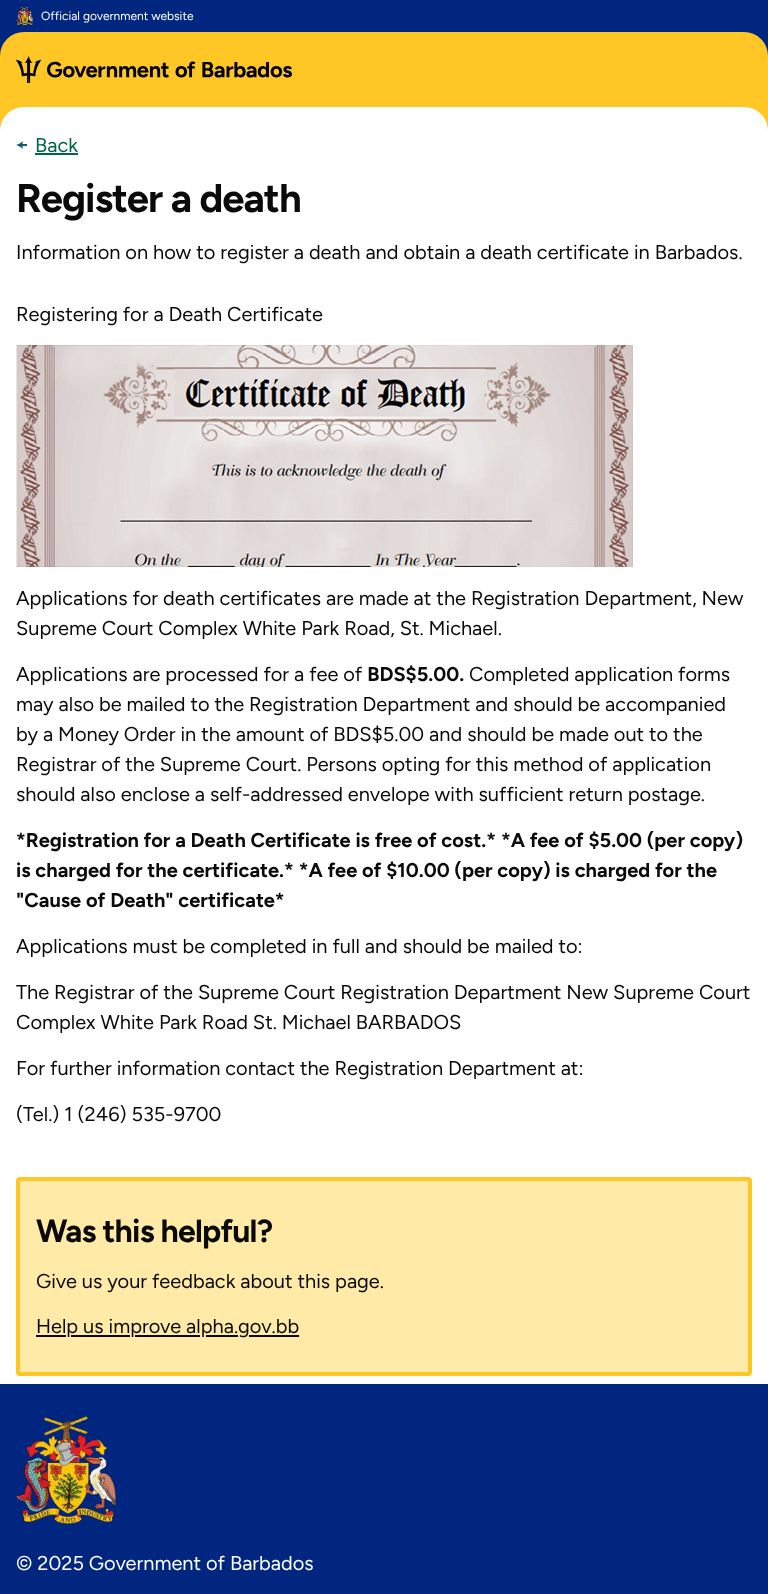 Official government website
Government of Barbados
Back
Register a death
Information on how to register a death and obtain a death certificate in Barbados.
Registering for a Death Certificate
Certificate of Death
This is to acknowledge the death of
On the ______ day of ____________ In The Year_________.
Applications for death certificates are made at the Registration Department, New
Supreme Court Complex White Park Road, St. Michael.
Applications are processed for a fee of BDS$5.00. Completed application forms
may also be mailed to the Registration Department and should be accompanied
by a Money Order in the amount of BDS$5.00 and should be made out to the
Registrar of the Supreme Court. Persons opting for this method of application
should also enclose a self-addressed envelope with sufficient return postage.
*Registration for a Death Certificate is free of cost.* *A fee of $5.00 (per copy)
is charged for the certificate.* *A fee of $10.00 (per copy) is charged for the
"Cause of Death" certificate*
Applications must be completed in full and should be mailed to:
The Registrar of the Supreme Court Registration Department New Supreme Court
Complex White Park Road St. Michael BARBADOS
For further information contact the Registration Department at:
(Tel.) 1 (246) 535-9700
Was this helpful?
Give us your feedback about this page.
Help us improve alpha.gov.bb
PRIDE AND INDUSTRY
© 2025 Government of Barbados